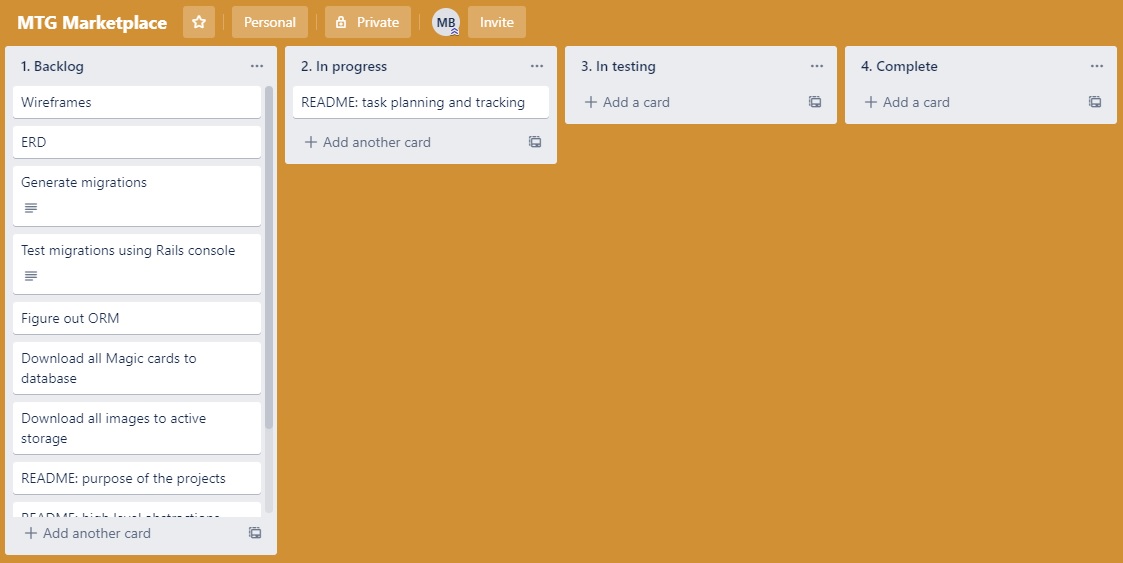 MTG Marketplace
Personal
Private
MB
Invite
1. Backlog
Wireframes
ERD
Generate migrations
Test migrations using Rails console
Figure out ORM
Download all Magic cards to
database
Download all images to active
storage
README: purpose of the projects
README: high level abstractions
Add another card
2. In progress
README: task planning and tracking
Add another card
3. In testing
Add a card
4. Complete
Add a card